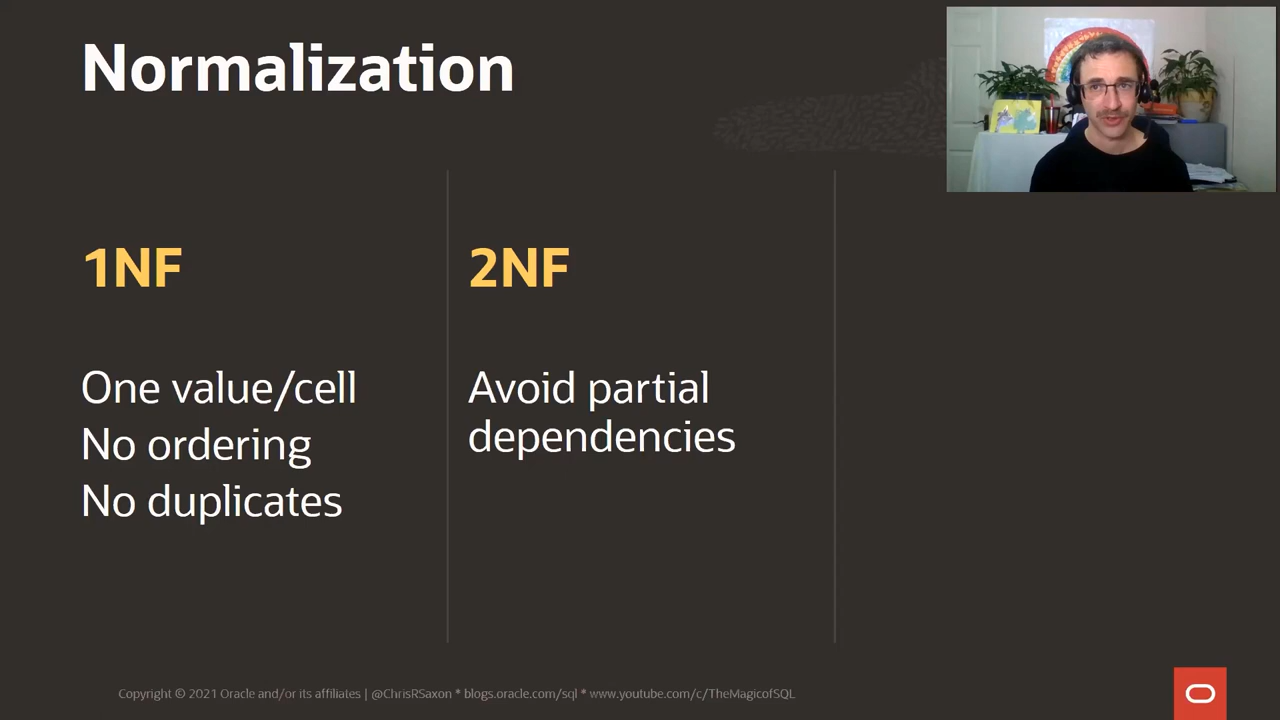 Normalization
1NF
One value/cell
No ordering
No duplicates
2NF
Avoid partial
dependencies
Copyright © 2021 Oracle and/or its affiliates | @ChrisRSaxon * blogs.oracle.com/sql * www.youtube.com/c/TheMagicofSQL